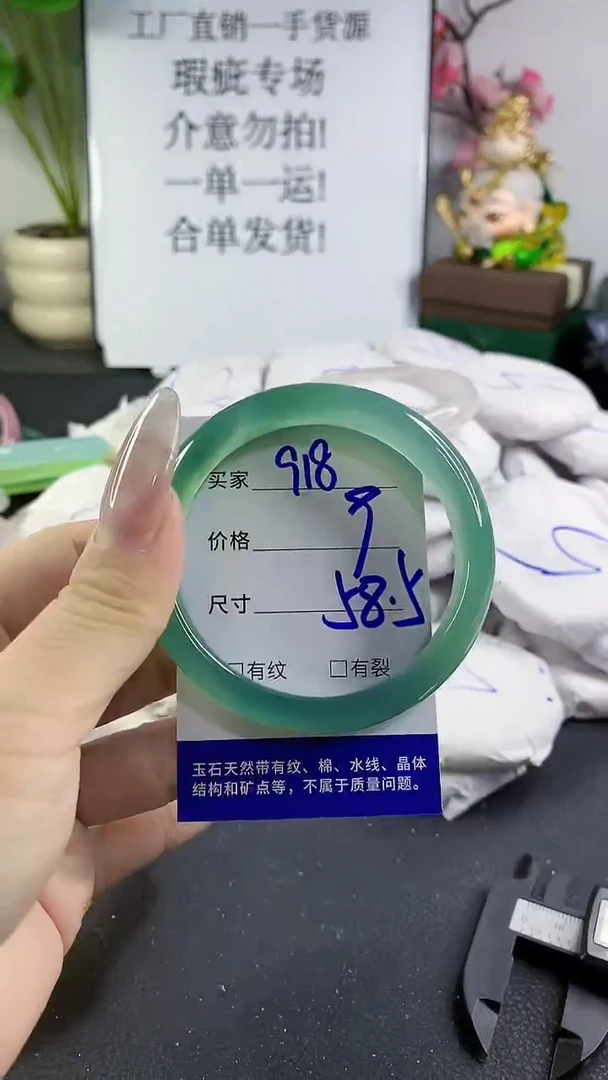 工厂直销一手货源
瑕疵专场
介意勿拍!
一单一运!
合单发货!
买家 918
价格
尺寸 58.5
□有纹 □有裂
玉石天然带有纹、棉、水线、晶体
结构和矿点等，不属于质量问题。